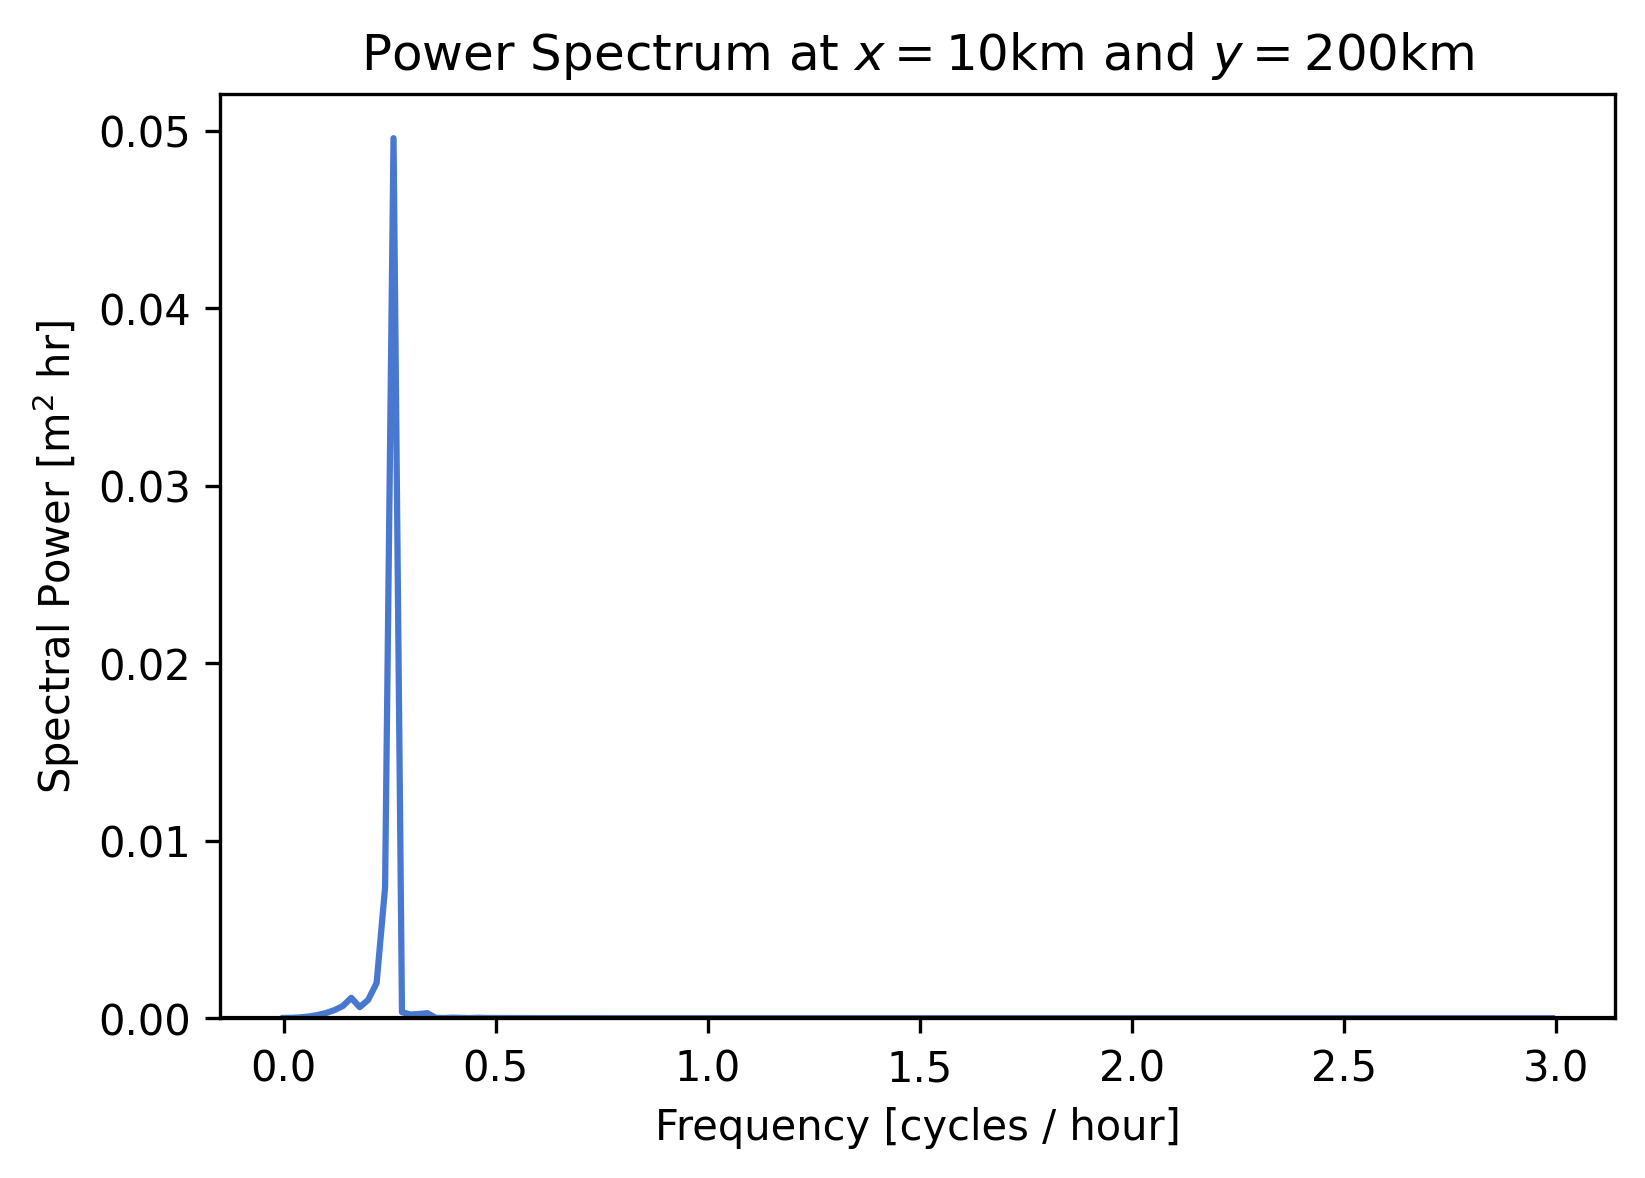 Power Spectrum at x = 10km and y = 200km
Spectral Power [m² hr]
0.05
0.04
0.03
0.02
0.01
0.00
0.0 0.5 1.0 1.5 2.0 2.5 3.0
Frequency [cycles / hour]